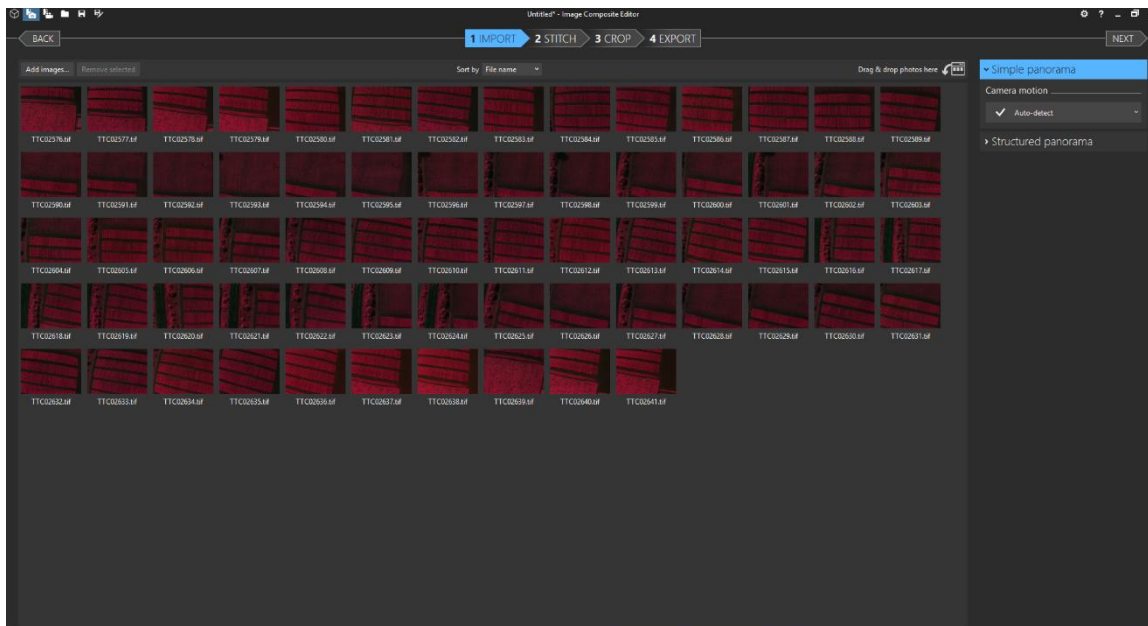 Untitled* - Image Composite Editor
?
BACK
1 IMPORT 2 STITCH 3 CROP 4 EXPORT
NEXT
Add images... Remove selected Sort by File name Drag & drop photos here
Simple panorama
Camera motion
Auto-detect
Structured panorama
TTC02576.tif TTC02577.tif TTC02578.tif TTC02579.tif TTC02580.tif TTC02581.tif TTC02582.tif TTC02583.tif TTC02584.tif TTC02585.tif TTC02586.tif TTC02587.tif TTC02588.tif TTC02589.tif
TTC02590.tif TTC02591.tif TTC02592.tif TTC02593.tif TTC02594.tif TTC02595.tif TTC02596.tif TTC02597.tif TTC02598.tif TTC02599.tif TTC02600.tif TTC02601.tif TTC02602.tif TTC02603.tif
TTC02604.tif TTC02605.tif TTC02606.tif TTC02607.tif TTC02608.tif TTC02609.tif TTC02610.tif TTC02611.tif TTC02612.tif TTC02613.tif TTC02614.tif TTC02615.tif TTC02616.tif TTC02617.tif
TTC02618.tif TTC02619.tif TTC02620.tif TTC02621.tif TTC02622.tif TTC02623.tif TTC02624.tif TTC02625.tif TTC02626.tif TTC02627.tif TTC02628.tif TTC02629.tif TTC02630.tif TTC02631.tif
TTC02632.tif TTC02633.tif TTC02634.tif TTC02635.tif TTC02636.tif TTC02637.tif TTC02638.tif TTC02639.tif TTC02640.tif TTC02641.tif